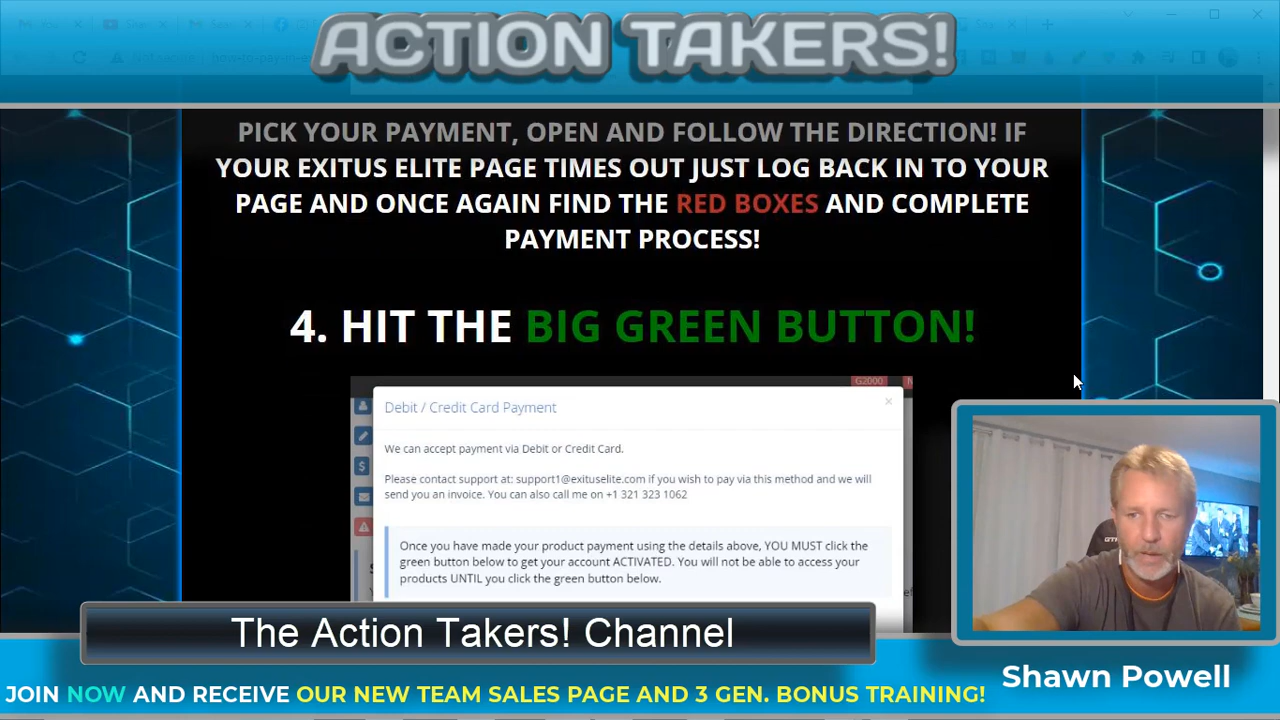 ACTION TAKERS!
PICK YOUR PAYMENT, OPEN AND FOLLOW THE DIRECTION! IF
YOUR EXITUS ELITE PAGE TIMES OUT JUST LOG BACK IN TO YOUR
PAGE AND ONCE AGAIN FIND THE RED BOXES AND COMPLETE
PAYMENT PROCESS!
4. HIT THE BIG GREEN BUTTON!
G2000
Debit / Credit Card Payment
We can accept payment via Debit or Credit Card.
Please contact support at: support1@exituselite.com if you wish to pay via this method and we will
send you an invoice. You can also call me on +1 321 323 1062
Once you have made your product payment using the details above, YOU MUST click the
green button below to get your account ACTIVATED. You will not be able to access your
products UNTIL you click the green button below.
The Action Takers! Channel
Shawn Powell
JOIN NOW AND RECEIVE OUR NEW TEAM SALES PAGE AND 3 GEN. BONUS TRAINING!